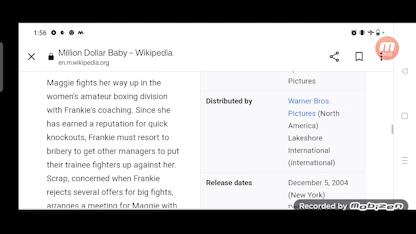 1:56
Million Dollar Baby - Wikipedia
en.m.wikipedia.org
Maggie fights her way up in the
women's amateur boxing division
with Frankie's coaching. Since she
has earned a reputation for quick
knockouts, Frankie must resort to
bribery to get other managers to put
their trainee fighters up against her.
Scrap, concerned when Frankie
rejects several offers for big fights,
arranges a meeting for Maggie with
Pictures
Distributed by
Warner Bros.
Pictures (North
America)
Lakeshore
International
(international)
Release dates
December 5, 2004
(New York)
Recorded by Mobizen